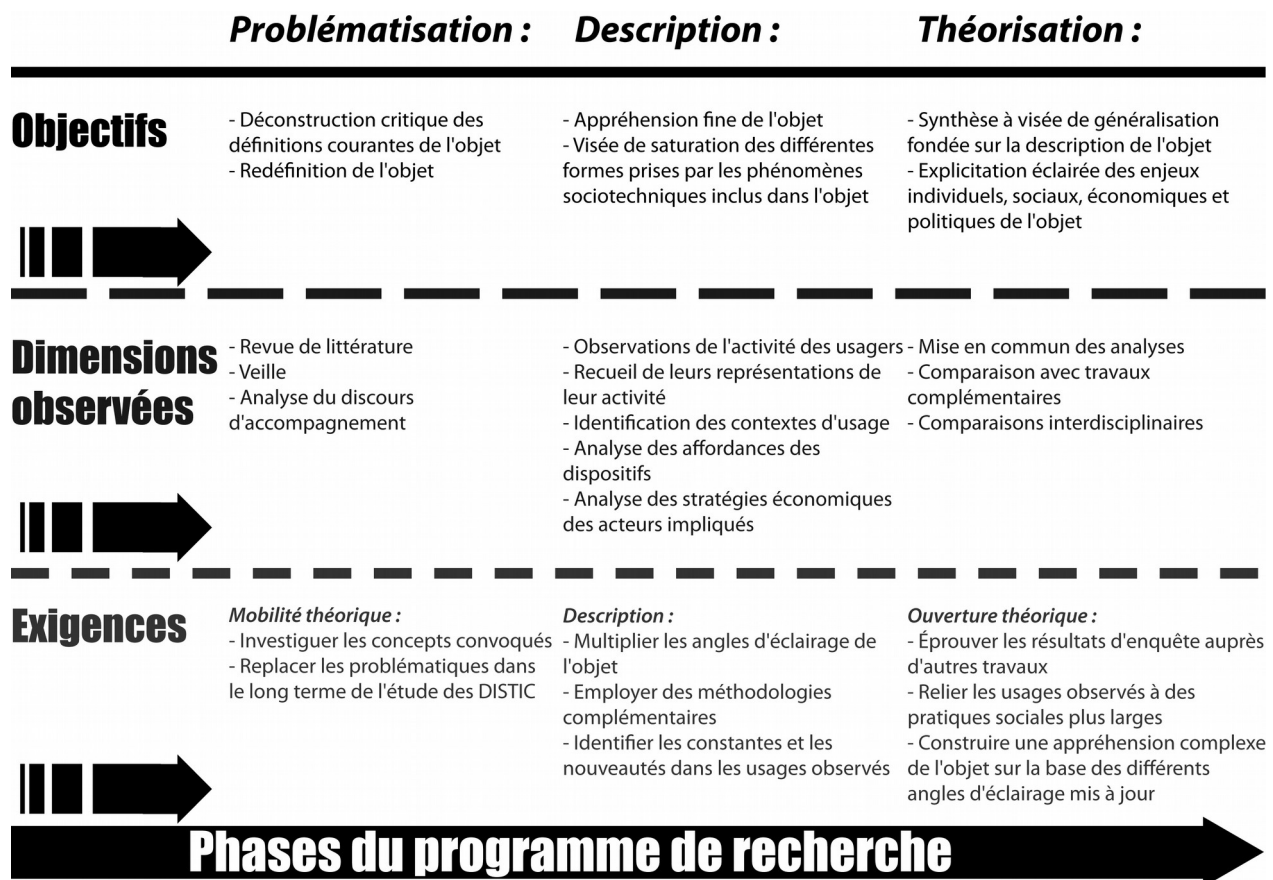 Problématisation :
Description :
Théorisation :
Objectifs
- Déconstruction critique des
définitions courantes de l'objet
- Redéfinition de l'objet
- Appréhension fine de l'objet
- Visée de saturation des différentes
formes prises par les phénomènes
sociotechniques inclus dans l'objet
- Synthèse à visée de généralisation
fondée sur la description de l'objet
- Explicitation éclairée des enjeux
individuels, sociaux, économiques et
politiques de l'objet
Dimensions
observées
- Revue de littérature
- Veille
- Analyse du discours
d'accompagnement
- Observations de l'activité des usagers
- Recueil de leurs représentations de
leur activité
- Identification des contextes d'usage
- Analyse des affordances des
dispositifs
- Analyse des stratégies économiques
des acteurs impliqués
- Mise en commun des analyses
- Comparaison avec travaux
complémentaires
- Comparaisons interdisciplinaires
Exigences
Mobilité théorique :
- Investiguer les concepts convoqués
- Replacer les problématiques dans
le long terme de l'étude des DISTIC
Description :
- Multiplier les angles d'éclairage de
l'objet
- Employer des méthodologies
complémentaires
- Identifier les constantes et les
nouveautés dans les usages observés
Ouverture théorique :
- Éprouver les résultats d'enquête auprès
d'autres travaux
- Relier les usages observés à des
pratiques sociales plus larges
- Construire une appréhension complexe
de l'objet sur la base des différents
angles d'éclairage mis à jour
Phases du programme de recherche